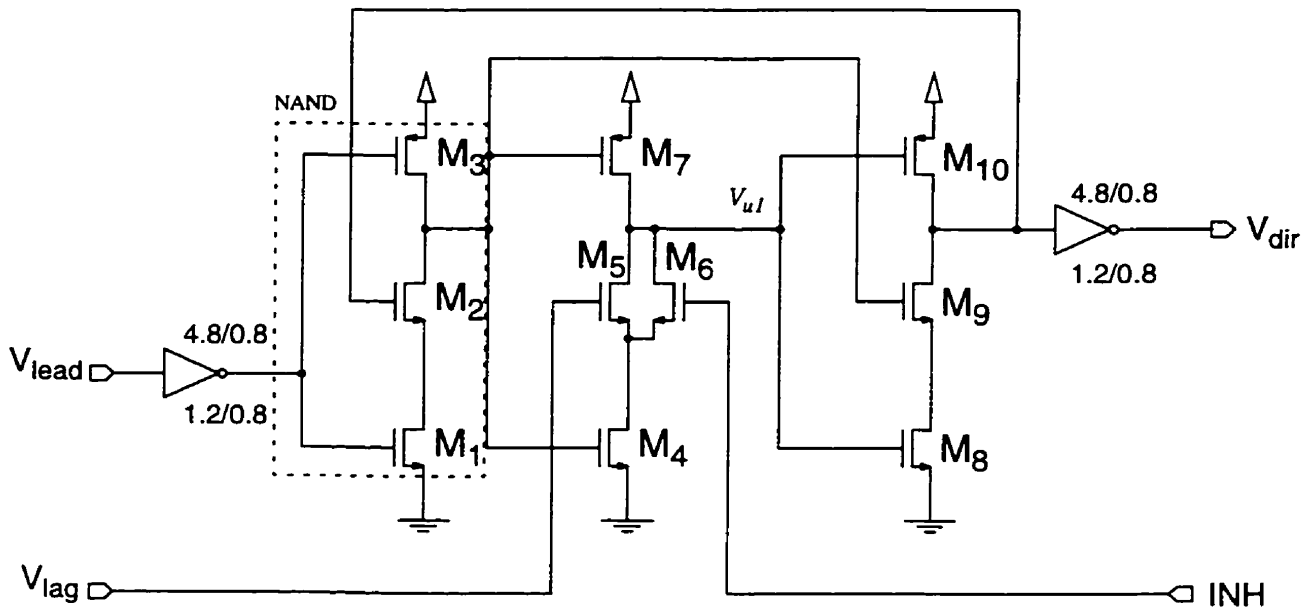 NAND
M3
M7
M10
Vu1
4.8/0.8
Vdir
1.2/0.8
M5
M6
M2
M9
4.8/0.8
Vlead
1.2/0.8
M1
M4
M8
Vlag
INH